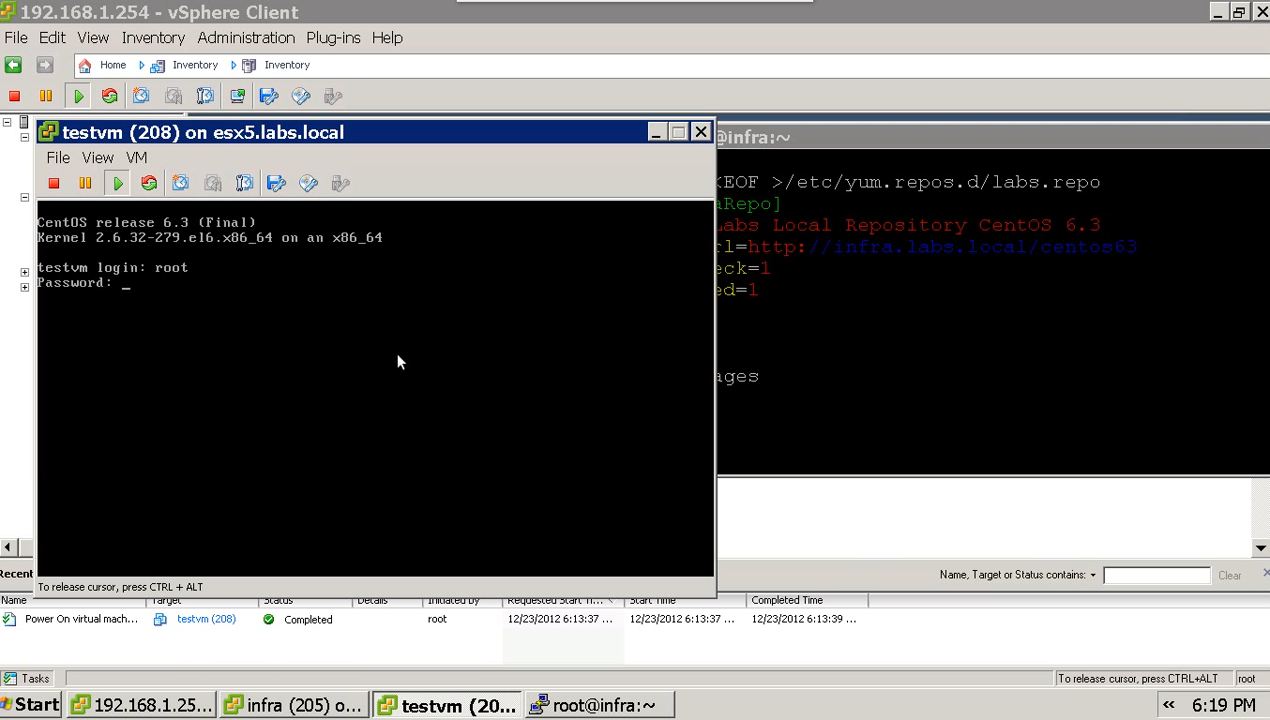 192.168.1.254 - vSphere Client
File Edit View Inventory Administration Plug-ins Help
Home Inventory Inventory
testvm (208) on esx5.labs.local
File View VM
CentOS release 6.3 (Final)
Kernel 2.6.32-279.el6.x86_64 on an x86_64
testvm login: root
Password: _
@infra:~
KEOF >/etc/yum.repos.d/labs.repo
aRepo]
Labs Local Repository CentOS 6.3
rl=http://infra.labs.local/centos63
eck=1
ed=1
ages
To release cursor, press CTRL + ALT
Recent
Name, Target or Status contains: Clear
Name Target Status Details Initiated by Requested Start Ti... Start Time Completed Time
Power On virtual mach... testvm (208) Completed root 12/23/2012 6:13:37 ... 12/23/2012 6:13:37 ... 12/23/2012 6:13:39 ...
Tasks To release cursor, press CTRL+ALT root
Start 192.168.1.25... infra (205) o... testvm (20... root@infra:~ « 6:19 PM